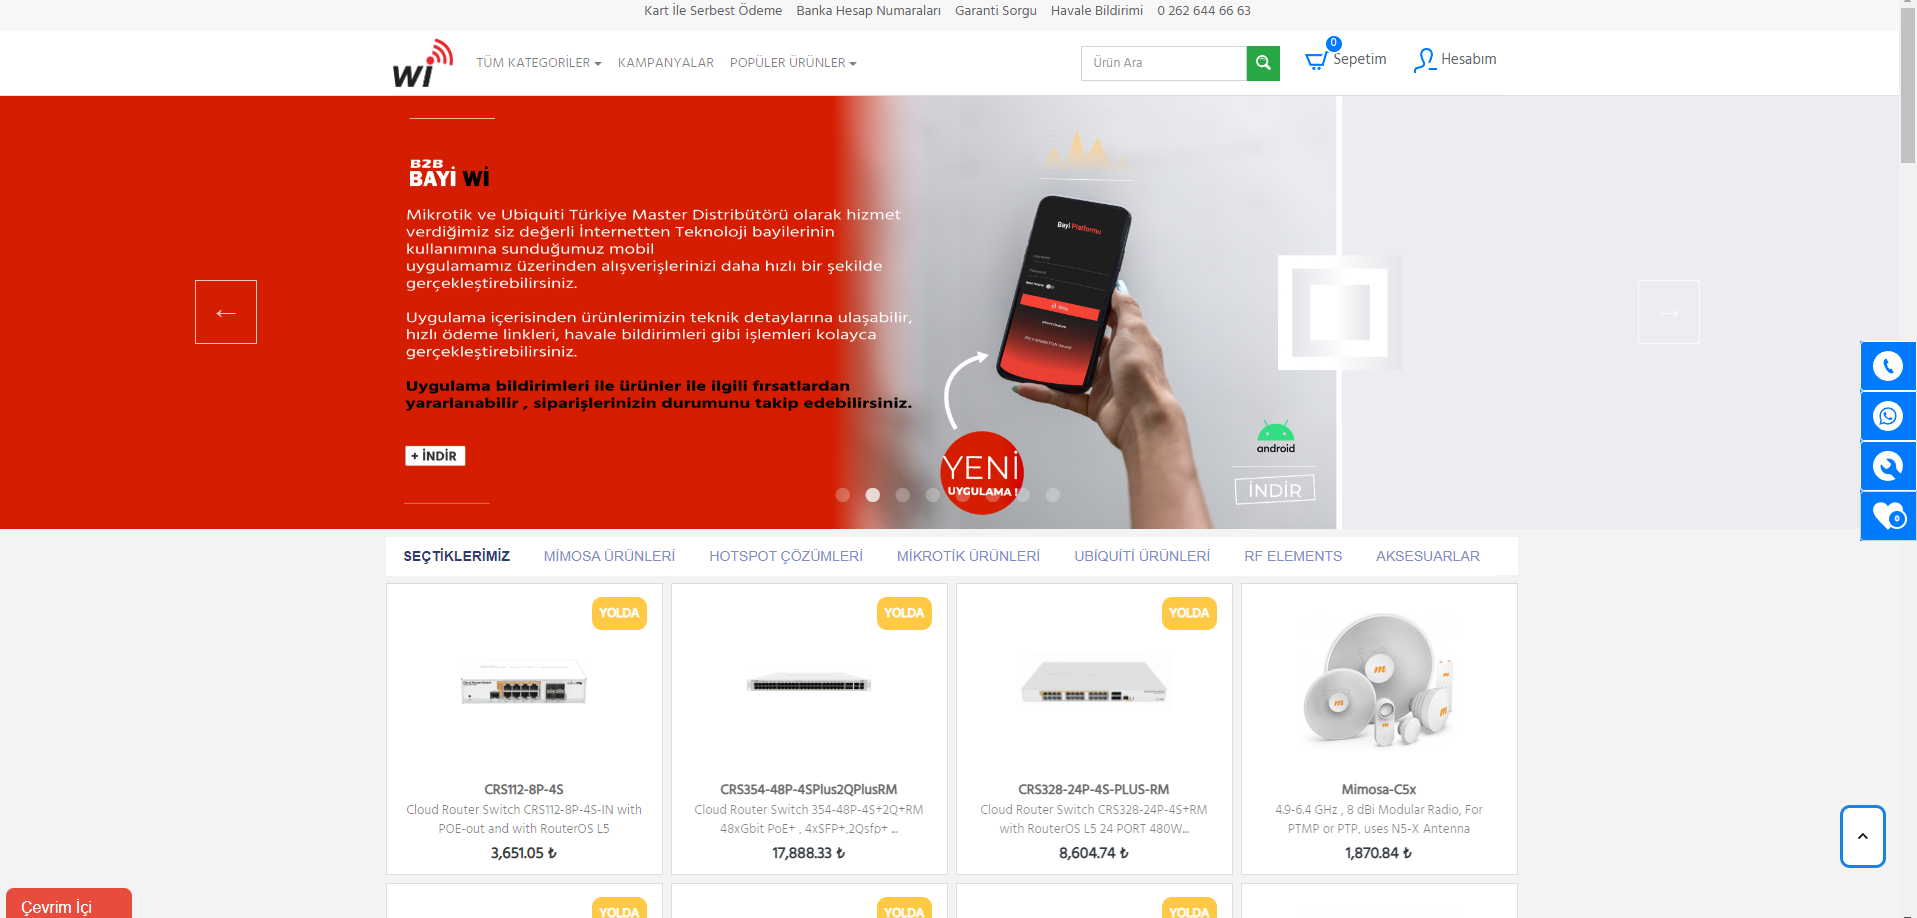 Kart İle Serbest Ödeme Banka Hesap Numaraları Garanti Sorgu Havale Bildirimi 0 262 644 66 63
wi TÜM KATEGORİLER KAMPANYALAR POPÜLER ÜRÜNLER Ürün Ara 0 Sepetim Hesabım
B2B
BAYİ Wİ
Mikrotik ve Ubiquiti Türkiye Master Distribütörü olarak hizmet
verdiğimiz siz değerli İnternetten Teknoloji bayilerinin
kullanımına sunduğumuz mobil
uygulamamız üzerinden alışverişlerinizi daha hızlı bir şekilde
gerçekleştirebilirsiniz.
Uygulama içerisinden ürünlerimizin teknik detaylarına ulaşabilir,
hızlı ödeme linkleri, havale bildirimleri gibi işlemleri kolayca
gerçekleştirebilirsiniz.
Uygulama bildirimleri ile ürünler ile ilgili fırsatlardan
yararlanabilir , siparişlerinizin durumunu takip edebilirsiniz.
+ İNDİR
Bayi Platformu
YENİ
UYGULAMA !
android
İNDİR
0
SEÇTİKLERİMİZ MİMOSA ÜRÜNLERİ HOTSPOT ÇÖZÜMLERİ MİKROTİK ÜRÜNLERİ UBİQUİTİ ÜRÜNLERİ RF ELEMENTS AKSESUARLAR
YOLDA
CRS112-8P-4S
Cloud Router Switch CRS112-8P-4S-IN with
POE-out and with RouterOS L5
3,651.05 ₺
YOLDA
CRS354-48P-4SPlus2QPlusRM
Cloud Router Switch 354-48P-4S+2Q+RM
48xGbit PoE+ , 4xSFP+,2Qsfp+ ...
17,888.33 ₺
YOLDA
CRS328-24P-4S-PLUS-RM
Cloud Router Switch CRS328-24P-4S+RM
with RouterOS L5 24 PORT 480W...
8,604.74 ₺
Mimosa-C5x
4.9-6.4 GHz , 8 dBi Modular Radio, For
PTMP or PTP, uses N5-X Antenna
1,870.84 ₺
YOLDA YOLDA YOLDA
Çevrim İçi